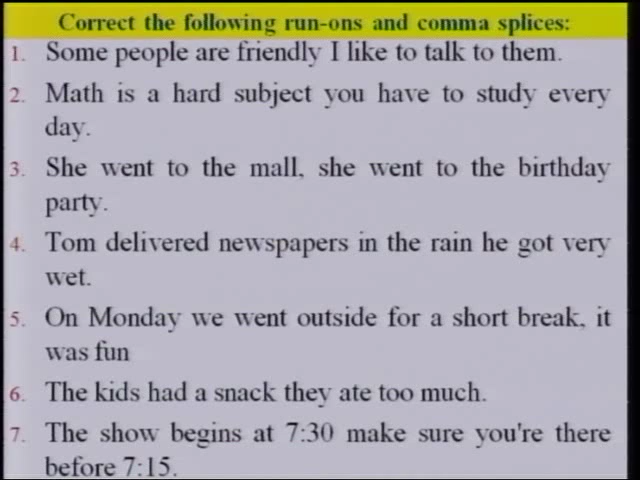 Correct the following run-ons and comma splices:
1. Some people are friendly I like to talk to them.
2. Math is a hard subject you have to study every
day.
3. She went to the mall, she went to the birthday
party.
4. Tom delivered newspapers in the rain he got very
wet.
5. On Monday we went outside for a short break, it
was fun
6. The kids had a snack they ate too much.
7. The show begins at 7:30 make sure you're there
before 7:15.